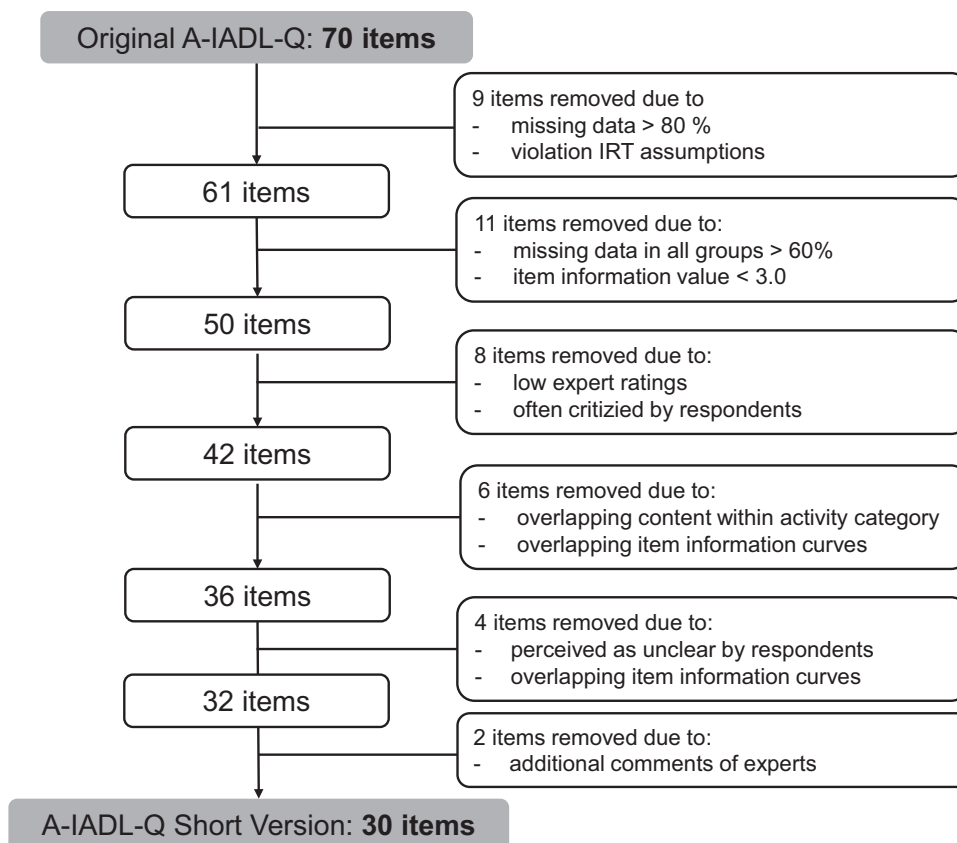 Original A-IADL-Q: 70 items
9 items removed due to
- missing data > 80 %
- violation IRT assumptions
61 items
11 items removed due to:
- missing data in all groups > 60%
- item information value < 3.0
50 items
8 items removed due to:
- low expert ratings
- often critizied by respondents
42 items
6 items removed due to:
- overlapping content within activity category
- overlapping item information curves
36 items
4 items removed due to:
- perceived as unclear by respondents
- overlapping item information curves
32 items
2 items removed due to:
- additional comments of experts
A-IADL-Q Short Version: 30 items